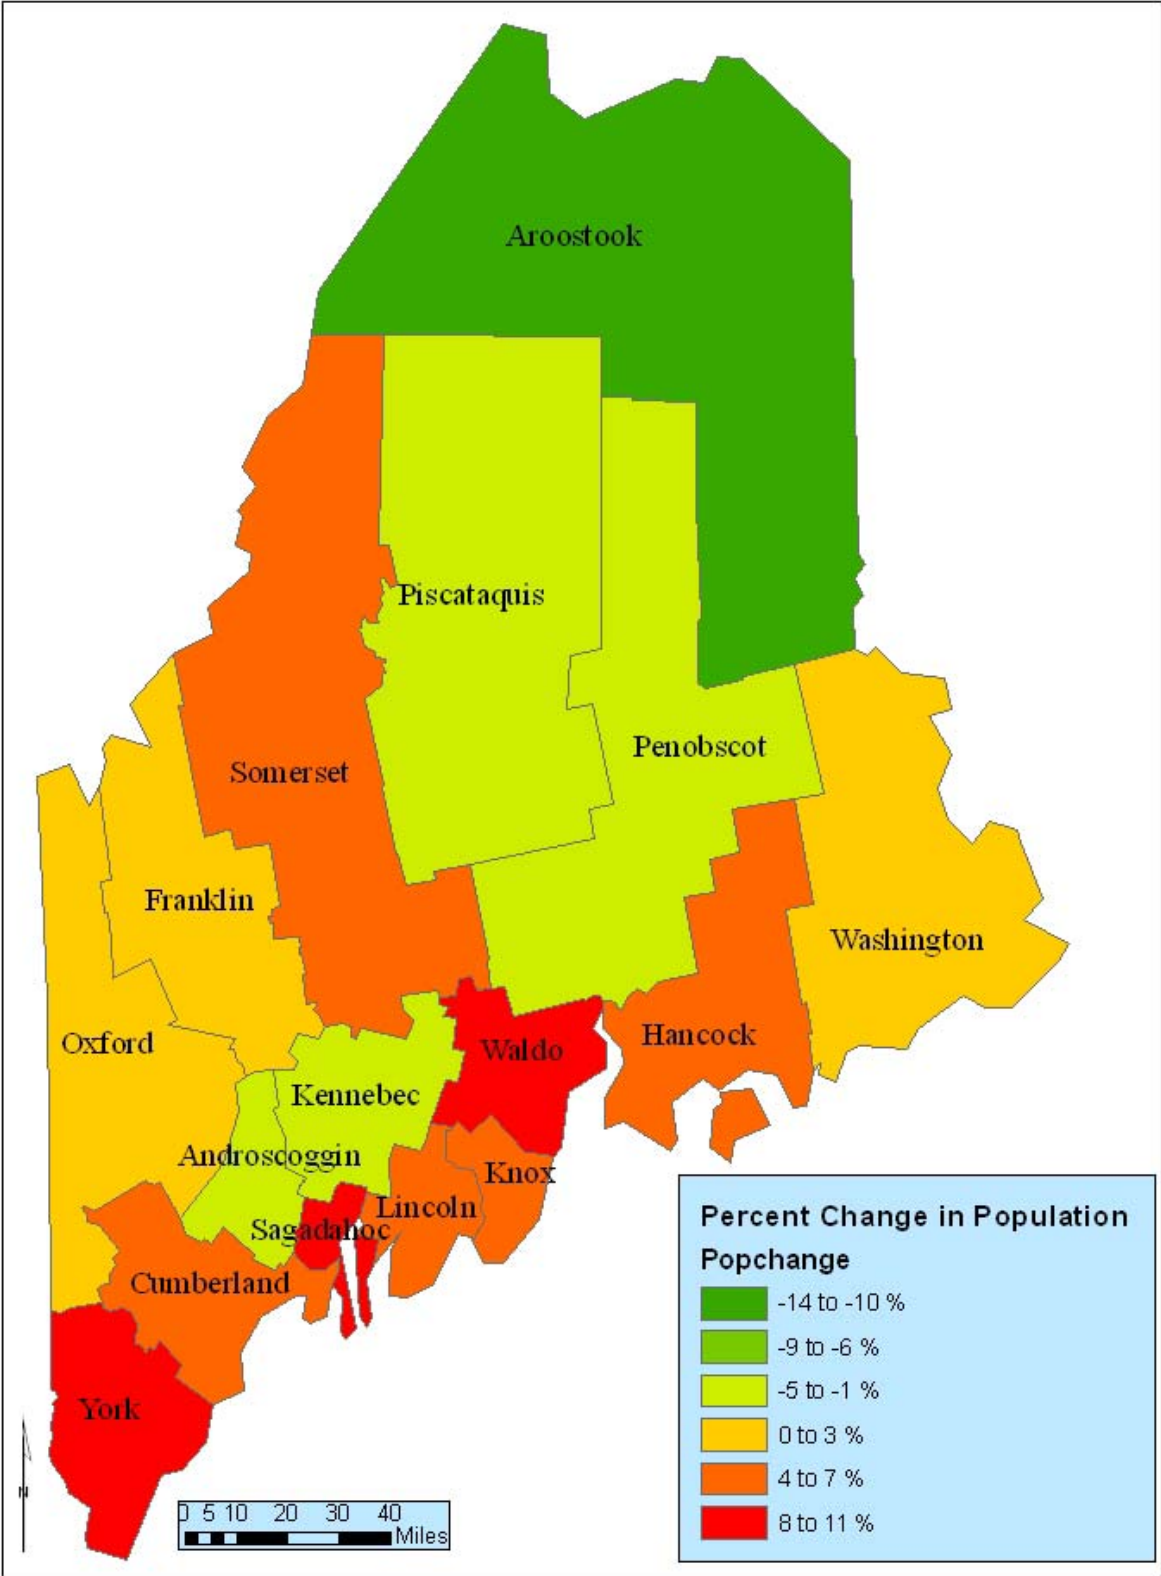 Aroostook
Piscataquis
Penobscot
Somerset
Franklin
Washington
Oxford
Hancock
Waldo
Kennebec
Androscoggin
Knox
Lincoln
Sagadahoc
Cumberland
York
N
0 5 10 20 30 40
Miles
Percent Change in Population
Popchange
-14 to -10 %
-9 to -6 %
-5 to -1 %
0 to 3 %
4 to 7 %
8 to 11 %